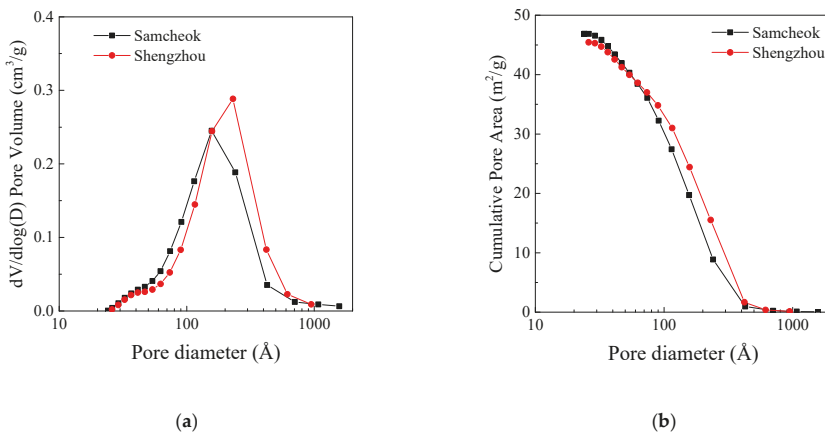 0.4
0.3
0.2
0.1
0.0
10
100
1000
dV/dlog(D) Pore Volume (cm³/g)
Pore diameter (Å)
Samcheok
Shengzhou
(a)
50
40
30
20
10
0
10
100
1000
Cumulative Pore Area (m²/g)
Pore diameter (Å)
Samcheok
Shengzhou
(b)